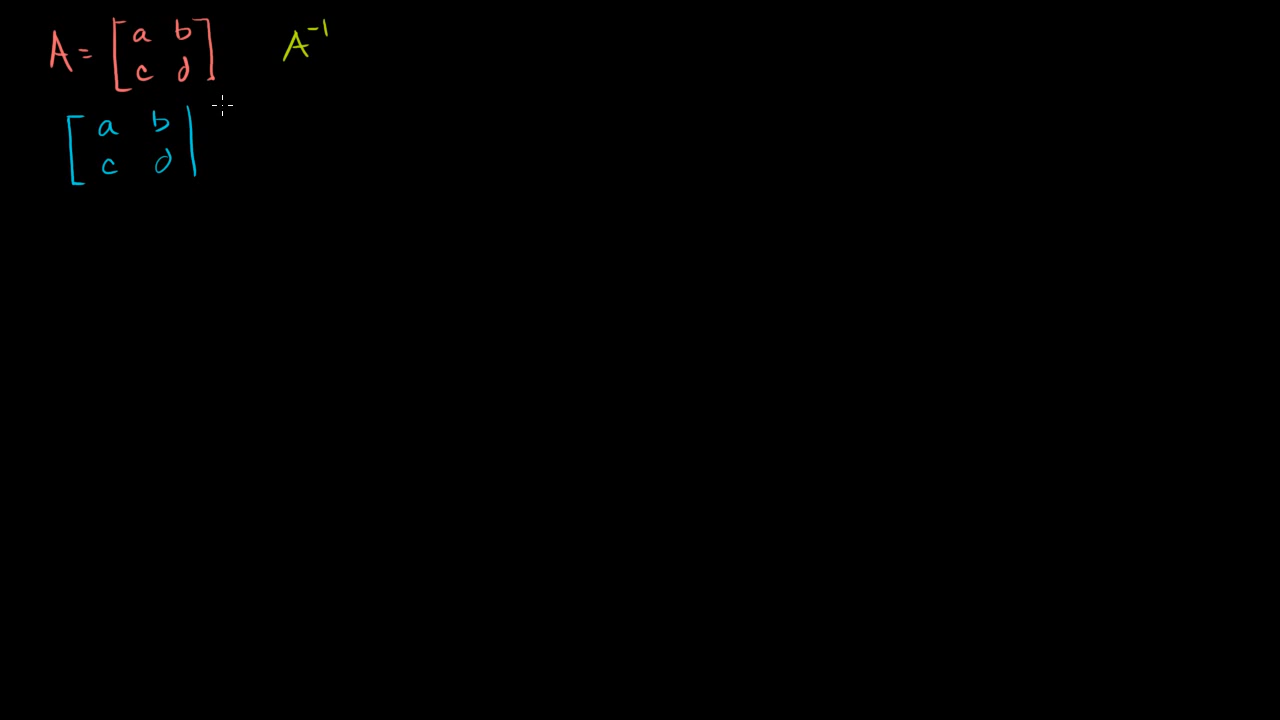 A = [ a b A⁻¹
c d ]
[ a b
c d |